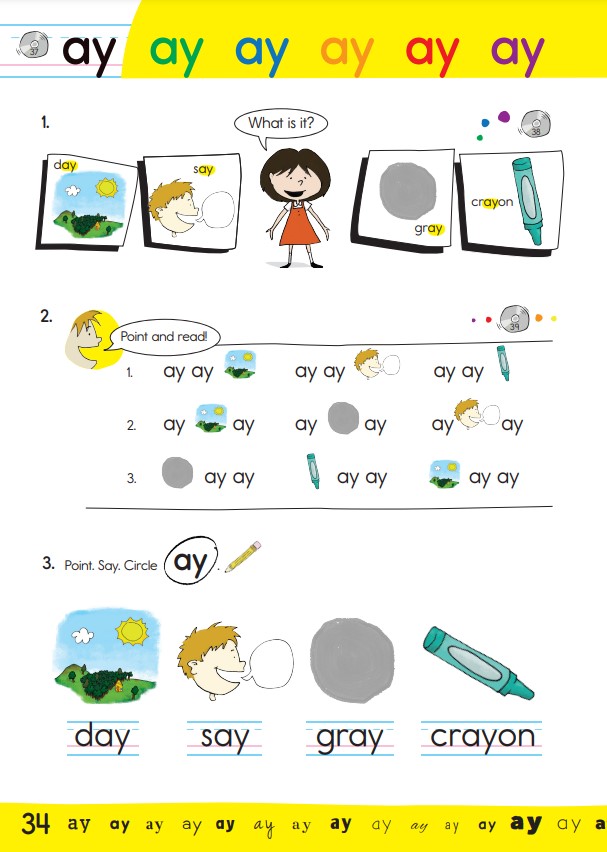 37 ay ay ay ay ay ay
1.
What is it?
38
day
say
gray
crayon
2.
Point and read!
39
1. ay ay ay ay ay ay
2. ay ay ay ay ay ay
3. ay ay ay ay ay ay
3. Point. Say. Circle ay.
day say gray crayon
34 ay ay ay ay ay ay ay ay ay ay ay ay ay ay a